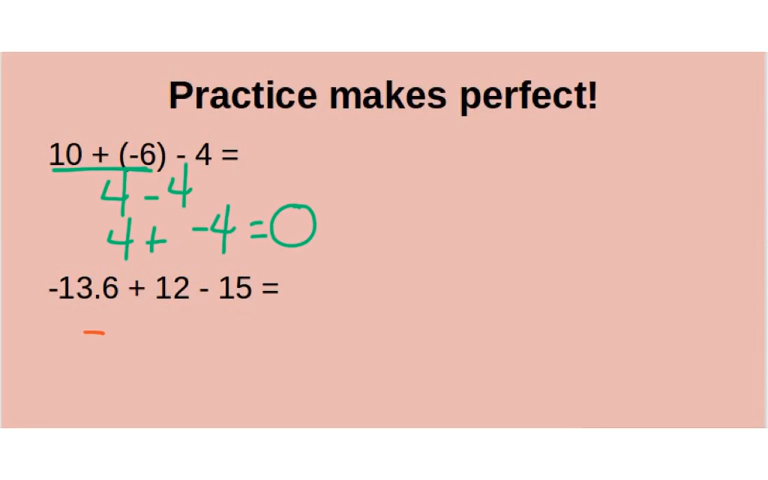 Practice makes perfect!
10 + (-6) - 4 =
4 - 4
4 + -4 = 0
-13.6 + 12 - 15 =
-